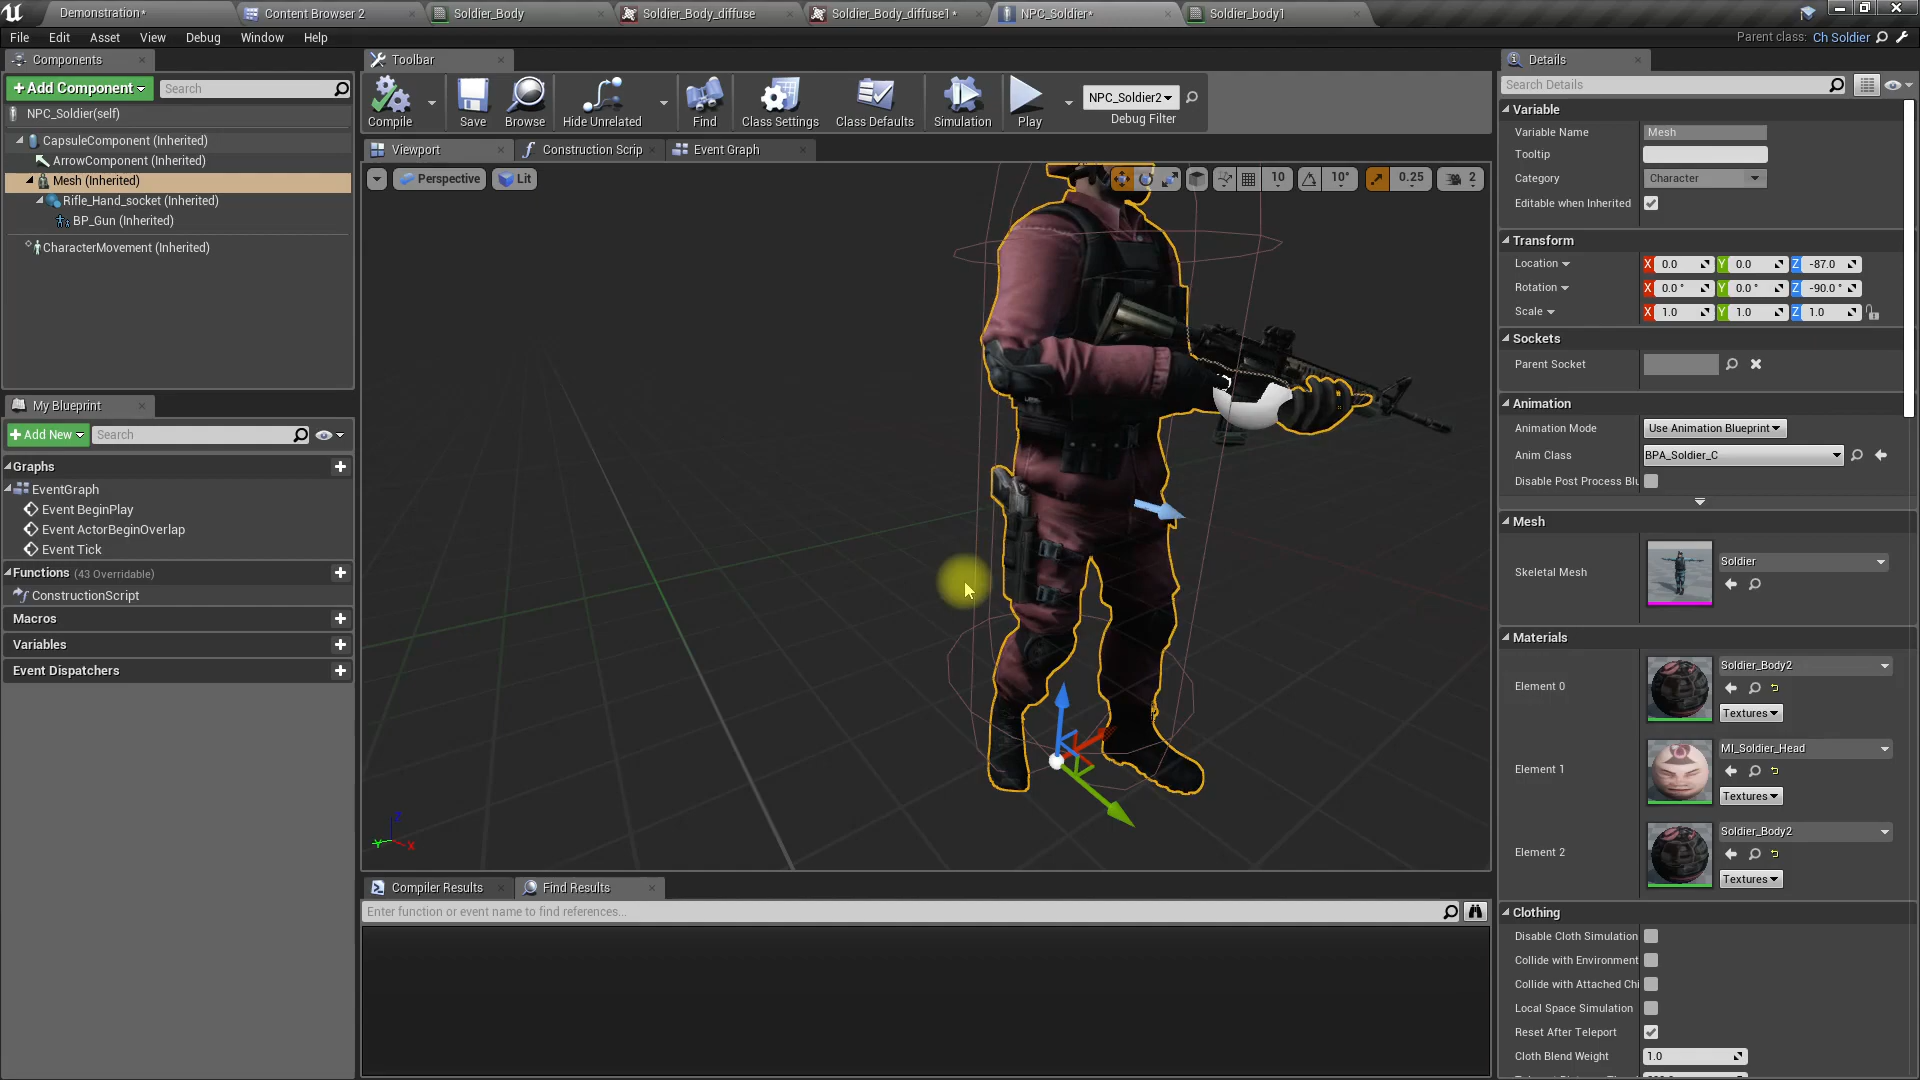 Demonstration*
Content Browser 2
Soldier_Body
Soldier_Body_diffuse
Soldier_Body_diffuse1*
NPC_Soldier*
Soldier_body1
File Edit Asset View Debug Window Help
Parent class: Ch Soldier
Components
Add Component
Search
NPC_Soldier(self)
CapsuleComponent (Inherited)
ArrowComponent (Inherited)
Mesh (Inherited)
Rifle_Hand_socket (Inherited)
BP_Gun (Inherited)
CharacterMovement (Inherited)
My Blueprint
Add New
Search
Graphs
EventGraph
Event BeginPlay
Event ActorBeginOverlap
Event Tick
Functions (43 Overridable)
ConstructionScript
Macros
Variables
Event Dispatchers
Toolbar
Compile
Save
Browse
Hide Unrelated
Find
Class Settings
Class Defaults
Simulation
Play
NPC_Soldier2
Debug Filter
Viewport
Construction Scrip
Event Graph
Perspective
Lit
10
10°
0.25
2
Z
Y
X
Compiler Results
Find Results
Enter function or event name to find references...
Details
Search Details
Variable
Variable Name Mesh
Tooltip
Category Character
Editable when Inherited
Transform
Location X 0.0 Y 0.0 Z -87.0
Rotation X 0.0 ° Y 0.0 ° Z -90.0 °
Scale X 1.0 Y 1.0 Z 1.0
Sockets
Parent Socket
Animation
Animation Mode Use Animation Blueprint
Anim Class BPA_Soldier_C
Disable Post Process Blu
Mesh
Skeletal Mesh Soldier
Materials
Element 0 Soldier_Body2
Textures
Element 1 MI_Soldier_Head
Textures
Element 2 Soldier_Body2
Textures
Clothing
Disable Cloth Simulation
Collide with Environment
Collide with Attached Chi
Local Space Simulation
Reset After Teleport
Cloth Blend Weight 1.0